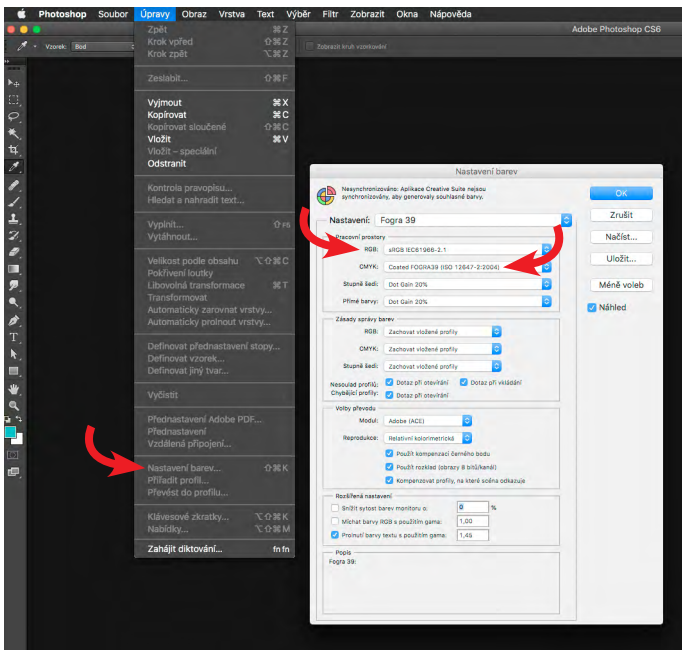 Photoshop Soubor Úpravy Obraz Vrstva Text Výběr Filtr Zobrazit Okna Nápověda
Adobe Photoshop CS6
Vzorek: Bod
Zobrazit kruh vzorkování
Zpět ⌘Z
Krok vpřed ⇧⌘Z
Krok zpět ⌥⌘Z
Zeslabit... ⇧⌘F
Vyjmout ⌘X
Kopírovat ⌘C
Kopírovat sloučené ⇧⌘C
Vložit ⌘V
Vložit – speciální
Odstranit
Kontrola pravopisu...
Hledat a nahradit text...
Vyplnit... ⇧F5
Vytáhnout...
Velikost podle obsahu ⌥⇧⌘C
Pokřivení loutky
Libovolná transformace ⌘T
Transformovat
Automaticky zarovnat vrstvy...
Automaticky prolnout vrstvy...
Definovat přednastavení stopy...
Definovat vzorek...
Definovat jiný tvar...
Vyčistit
Přednastavení Adobe PDF...
Přednastavení
Vzdálená připojení...
Nastavení barev... ⇧⌘K
Přiřadit profil...
Převést do profilu...
Klávesové zkratky... ⌥⇧⌘K
Nabídky... ⌥⇧⌘M
Zahájit diktování... fn fn
Nastavení barev
Nesynchronizováno: Aplikace Creative Suite nejsou
synchronizovány, aby generovaly souhlasné barvy.
Nastavení: Fogra 39
Pracovní prostory
RGB: sRGB IEC61966-2.1
CMYK: Coated FOGRA39 (ISO 12647-2:2004)
Stupně šedi: Dot Gain 20%
Přímé barvy: Dot Gain 20%
Zásady správy barev
RGB: Zachovat vložené profily
CMYK: Zachovat vložené profily
Stupně šedi: Zachovat vložené profily
Nesoulad profilů: Dotaz při otevírání Dotaz při vkládání
Chybějící profily: Dotaz při otevírání
Volby převodu
Modul: Adobe (ACE)
Reprodukce: Relativní kolorimetrická
Použít kompenzaci černého bodu
Použít rozklad (obrazy 8 bitů/kanál)
Kompenzovat profily, na které scéna odkazuje
Rozšířená nastavení
Snížit sytost barev monitoru o: 0 %
Míchat barvy RGB s použitím gama: 1,00
Prolnutí barvy textu s použitím gama: 1,45
Popis
Fogra 39:
OK
Zrušit
Načíst...
Uložit...
Méně voleb
Náhled